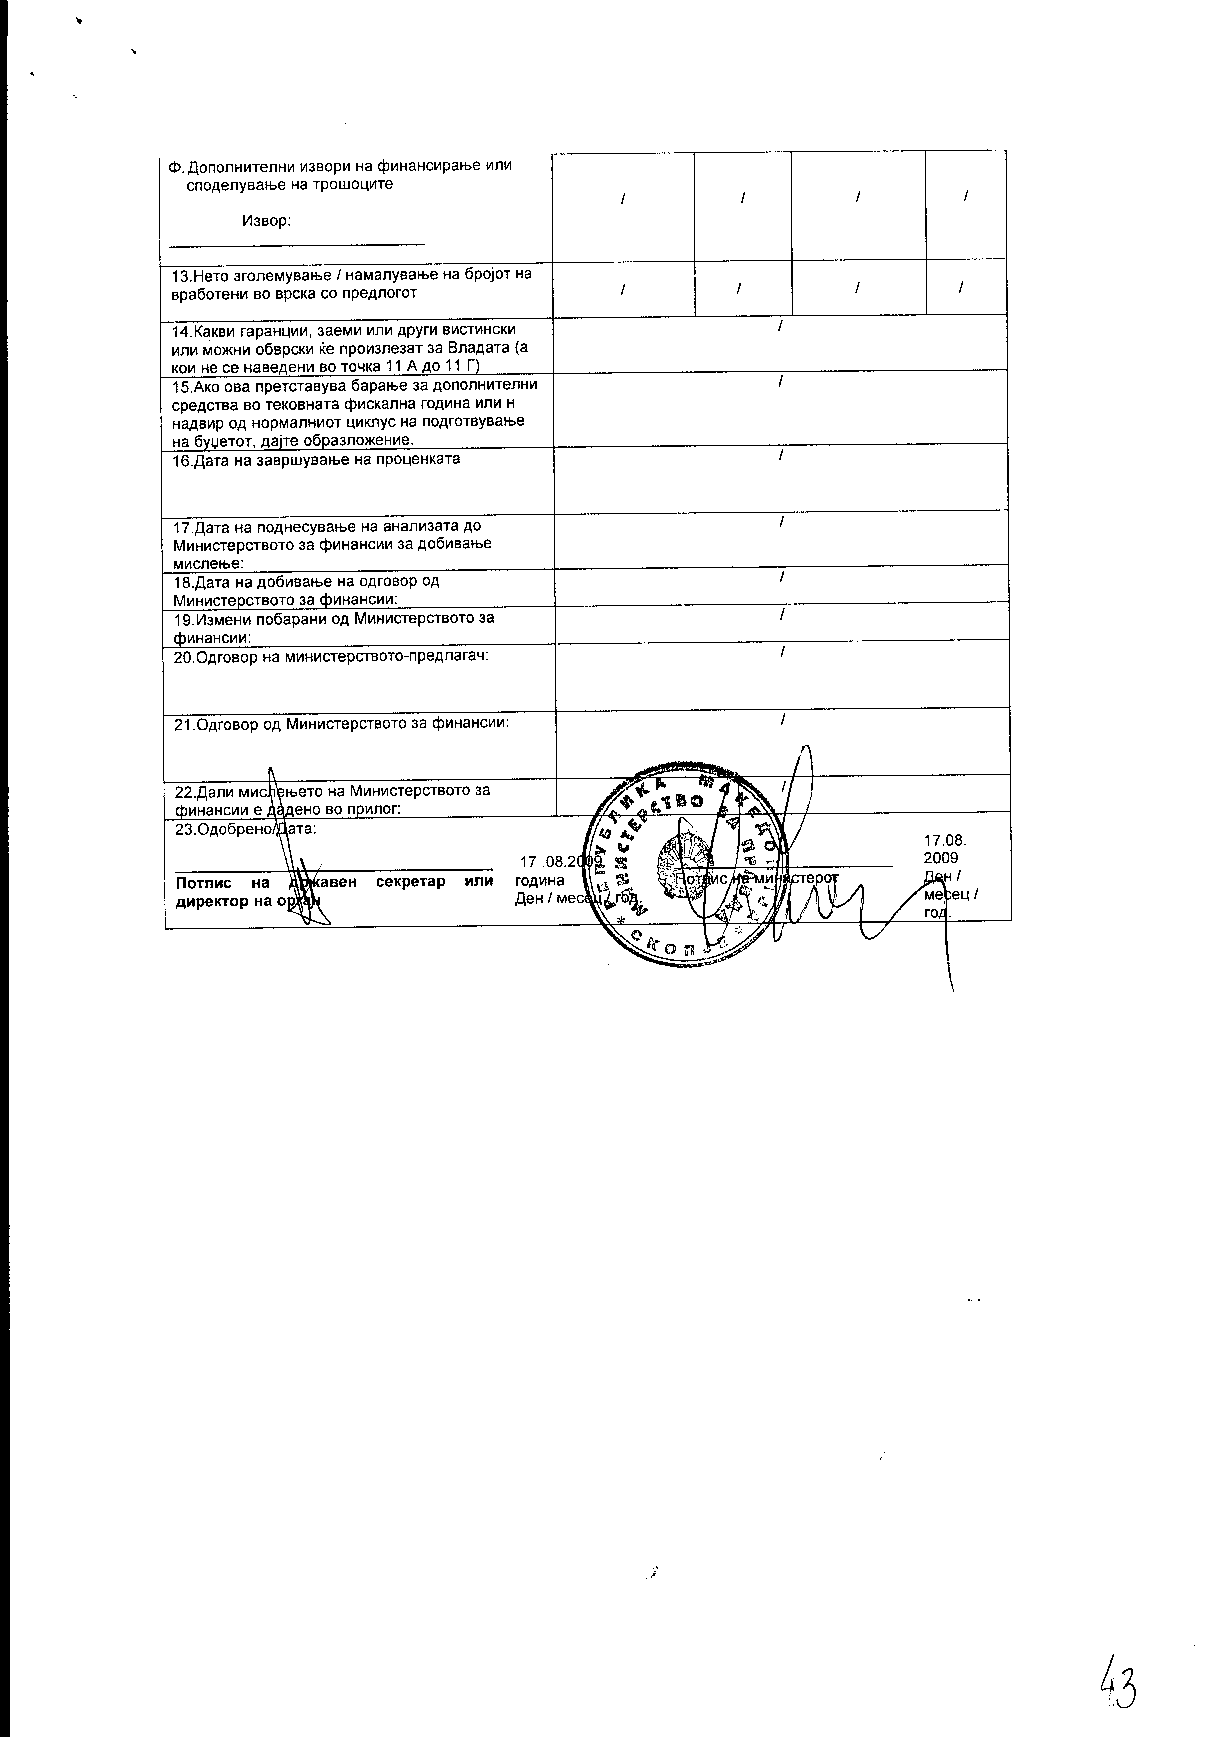 Ф. Дополнителни извори на финансирање или
споделување на трошоците
/ / / /
Извор:
13.Нето зголемување / намалување на бројот на
вработени во врска со предлогот
/ / / /
14.Какви гаранции, заеми или други вистински
или можни обврски ќе произлезат за Владата (а
кои не се наведени во точка 11 А до 11 Г)
/
15.Ако ова претставува барање за дополнителни
средства во тековната фискална година или н
надвир од нормалниот циклус на подготвување
на буџетот, дајте образложение.
/
16.Дата на завршување на проценката
/
17.Дата на поднесување на анализата до
Министерството за финансии за добивање
мислење:
/
18.Дата на добивање на одговор од
Министерството за финансии:
/
19.Измени побарани од Министерството за
финансии:
/
20.Одговор на министерството-предлагач:
/
21.Одговор од Министерството за финансии:
/
22.Дали мислењето на Министерството за
финансии е дадено во прилог:
/
23.Одобрено/Дата:
17 .08.2009
година
Ден / месец / год.
Потпис на државен секретар или
директор на орган
Потпис на министерот
17.08.
2009
Ден /
месец /
год.
РЕПУБЛИКА МАКЕДОНИЈА
МИНИСТЕРСТВО ЗА ПРАВДА
* СКОПЈЕ *
43